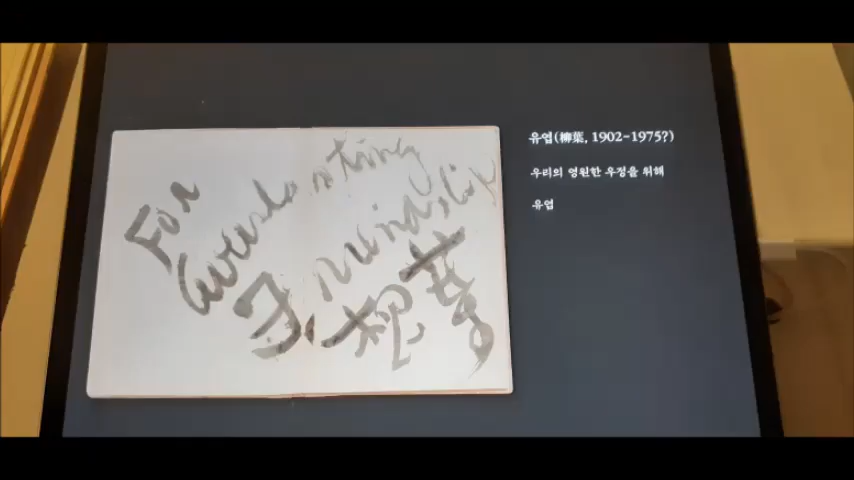 For
Everlasting
Friendship
柳葉
유엽(柳葉, 1902-1975?)
우리의 영원한 우정을 위해
유엽